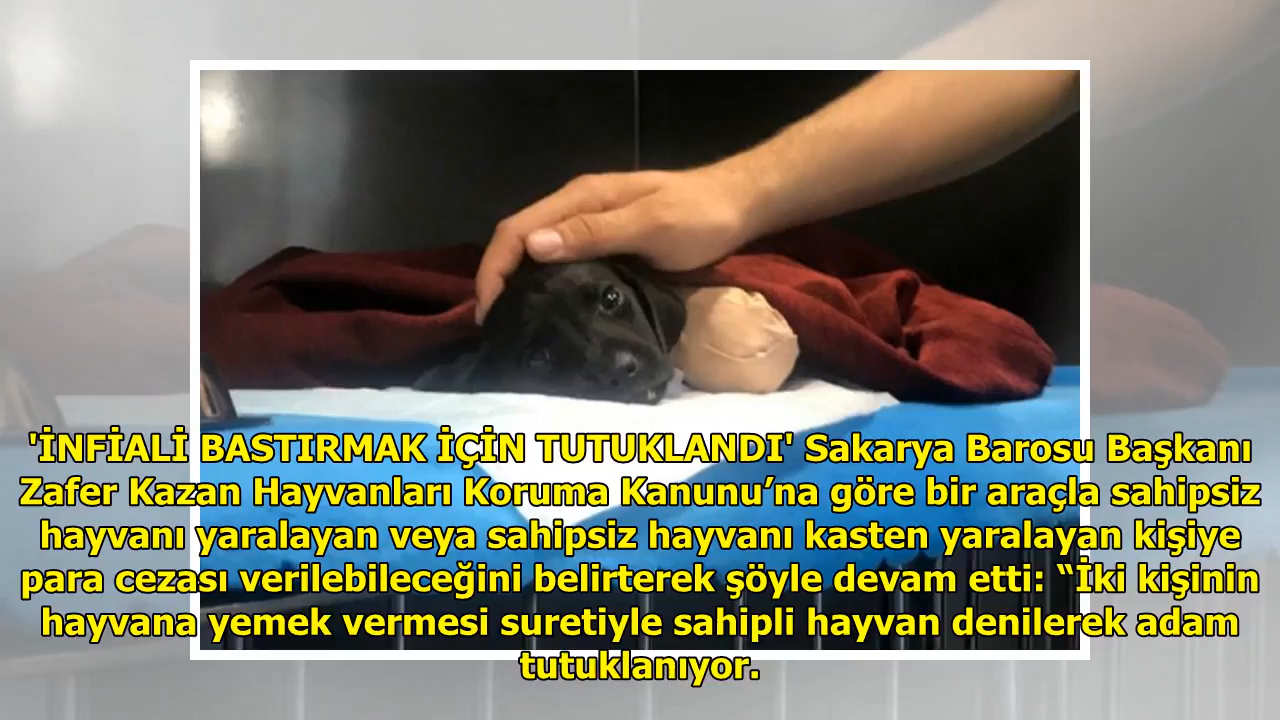 'İNFİALİ BASTIRMAK İÇİN TUTUKLANDI' Sakarya Barosu Başkanı
Zafer Kazan Hayvanları Koruma Kanunu’na göre bir araçla sahipsiz
hayvanı yaralayan veya sahipsiz hayvanı kasten yaralayan kişiye
para cezası verilebileceğini belirterek şöyle devam etti: “İki kişinin
hayvana yemek vermesi suretiyle sahipli hayvan denilerek adam
tutuklanıyor.